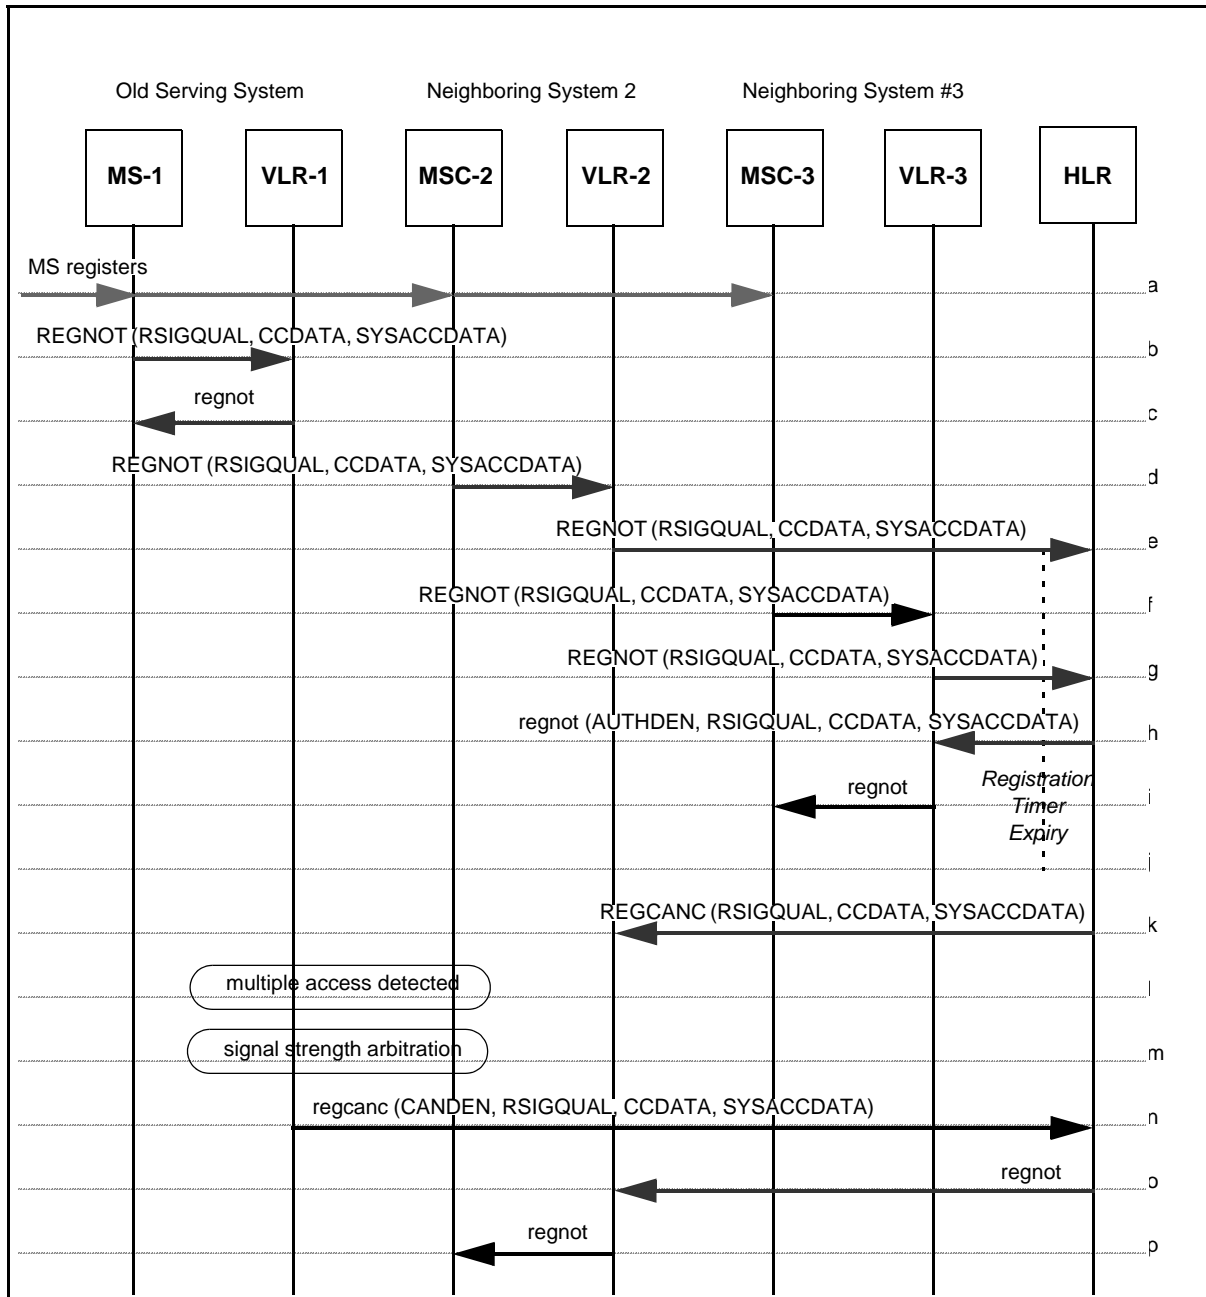 Old Serving System Neighboring System 2 Neighboring System #3
MS-1 VLR-1 MSC-2 VLR-2 MSC-3 VLR-3 HLR
MS registers
a
REGNOT (RSIGQUAL, CCDATA, SYSACCDATA)
b
regnot
c
REGNOT (RSIGQUAL, CCDATA, SYSACCDATA)
d
REGNOT (RSIGQUAL, CCDATA, SYSACCDATA)
e
REGNOT (RSIGQUAL, CCDATA, SYSACCDATA)
f
REGNOT (RSIGQUAL, CCDATA, SYSACCDATA)
g
regnot (AUTHDEN, RSIGQUAL, CCDATA, SYSACCDATA)
h
regnot
i
Registration
Timer
Expiry
j
REGCANC (RSIGQUAL, CCDATA, SYSACCDATA)
k
multiple access detected
l
signal strength arbitration
m
regcanc (CANDEN, RSIGQUAL, CCDATA, SYSACCDATA)
n
regnot
o
regnot
p